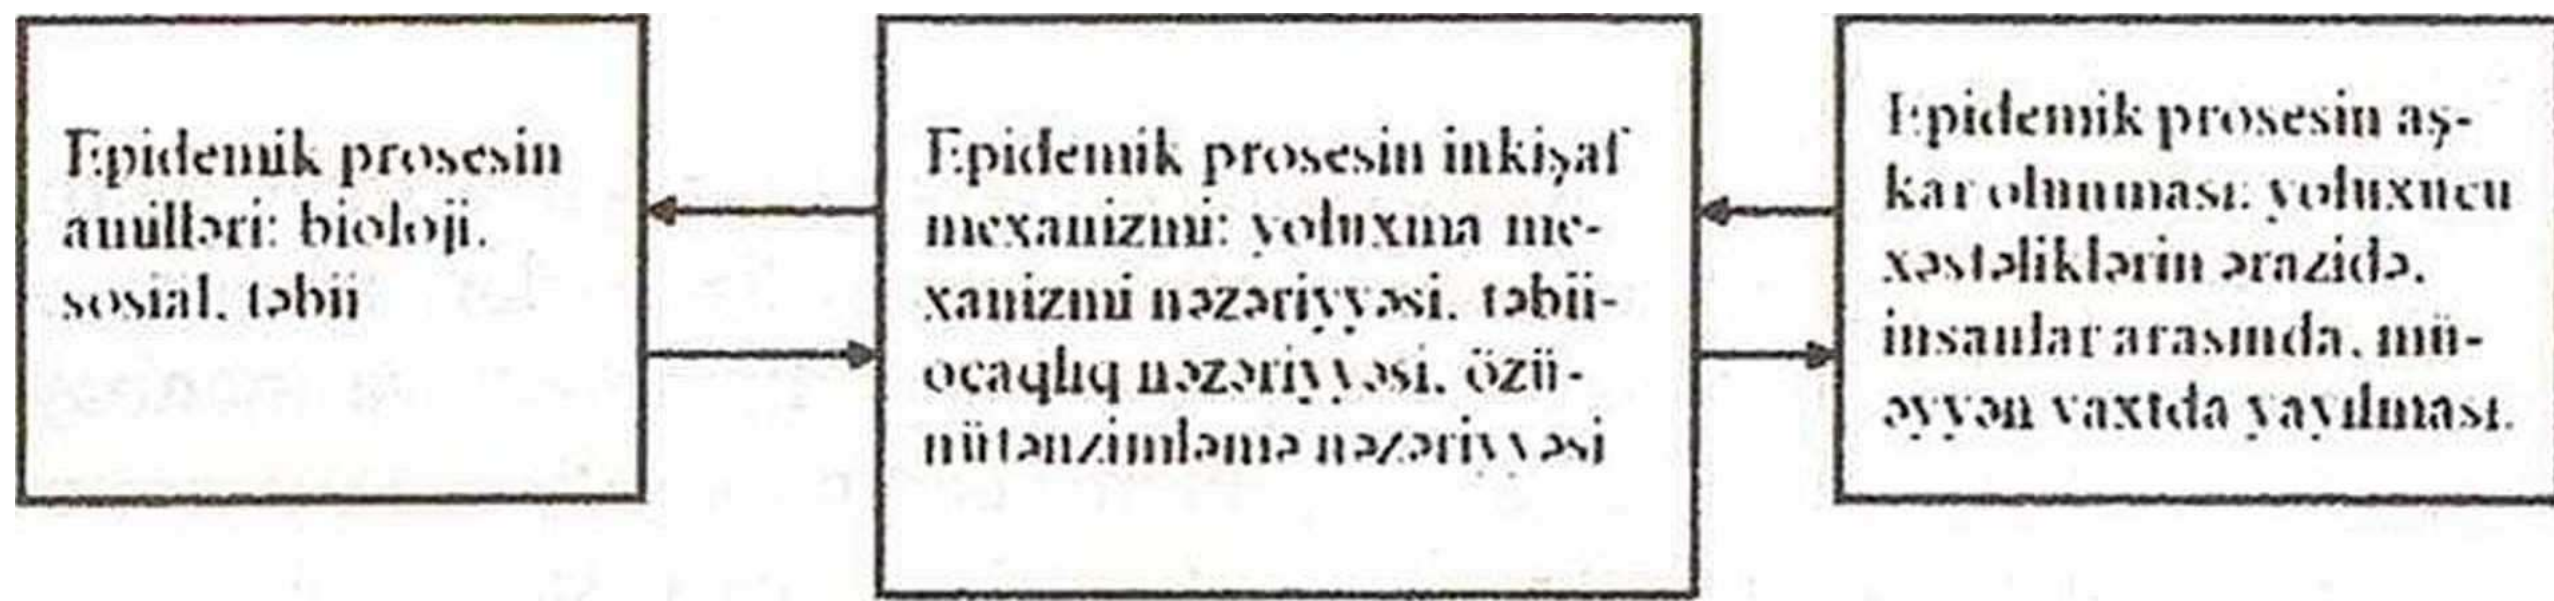 Epidemik prosesin
amilləri: bioloji,
sosial, təbii
Epidemik prosesin inkişaf
mexanizmi: yoluxma me-
xanizmi nəzəriyyəsi, təbii-
ocaqlıq nəzəriyyəsi, özü-
nütənzimləmə nəzəriyyəsi
Epidemik prosesin aş-
kar olunması: yoluxucu
xəstəliklərin ərazidə,
insanlar arasında, mü-
əyyən vaxtda yayılması.